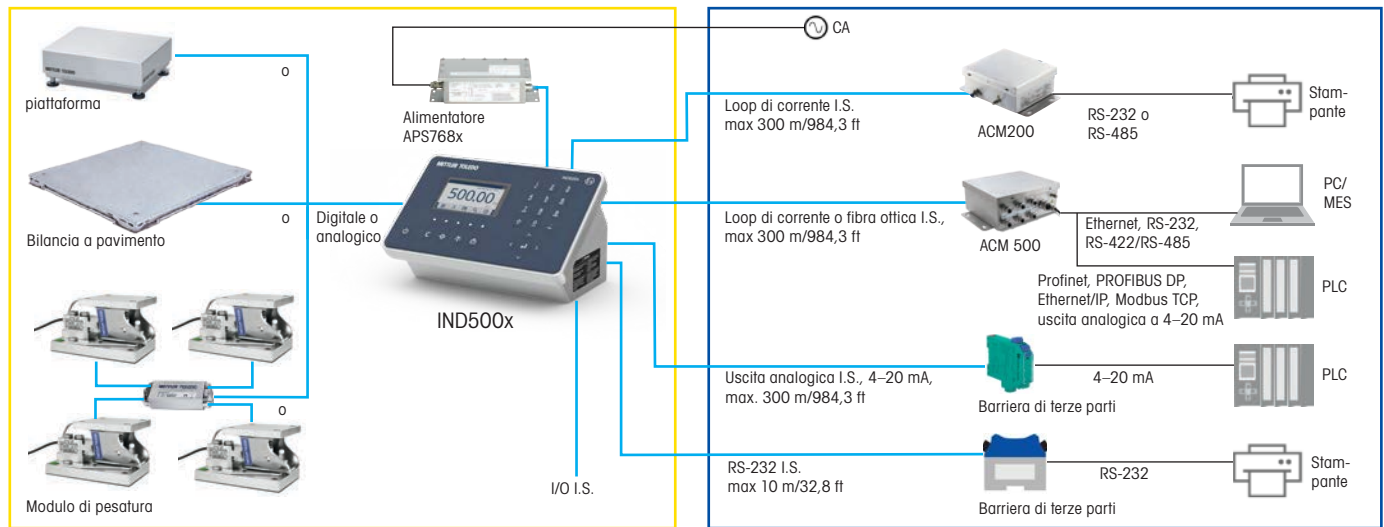 piattaforma
o
Bilancia a pavimento
o
Modulo di pesatura
o
METTLER TOLEDO
Digitale o
analogico
Alimentatore
APS768x
METTLER TOLEDO
500.00
IND500x
I/O I.S.
CA
Loop di corrente I.S.
max 300 m/984,3 ft
ACM200
RS-232 o
RS-485
Stam-
pante
Loop di corrente o fibra ottica I.S.,
max 300 m/984,3 ft
ACM 500
Ethernet, RS-232,
RS-422/RS-485
PC/
MES
Profinet, PROFIBUS DP,
Ethernet/IP, Modbus TCP,
uscita analogica a 4–20 mA
PLC
Uscita analogica I.S., 4–20 mA,
max. 300 m/984,3 ft
Barriera di terze parti
4–20 mA
PLC
RS-232 I.S.
max 10 m/32,8 ft
Barriera di terze parti
RS-232
Stam-
pante